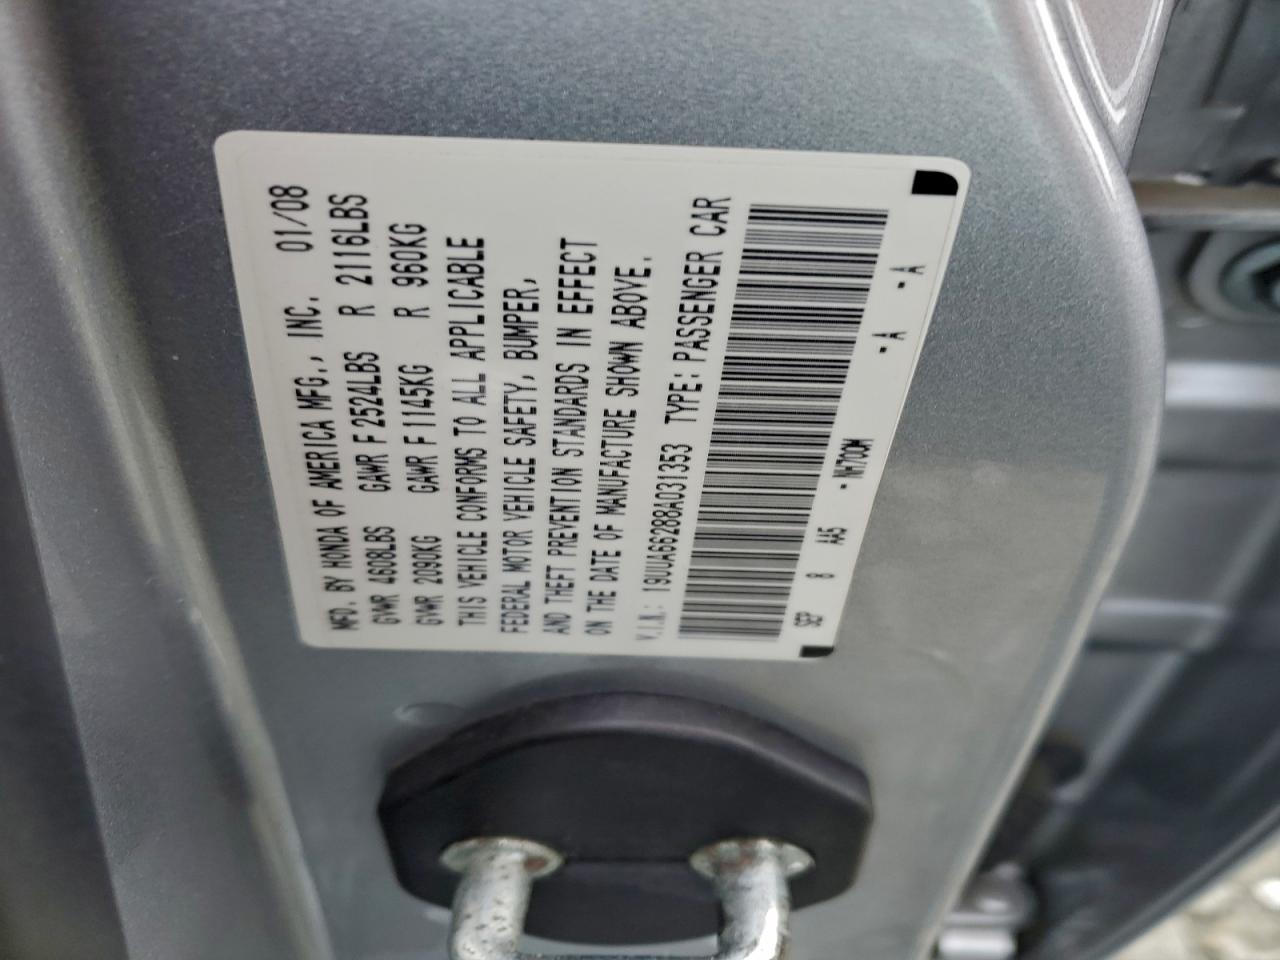 MFD. BY HONDA OF AMERICA MFG., INC. 01/08
GVWR 4608LBS GAWR F 2524LBS R 2116LBS
GVWR 2090KG GAWR F 1145KG R 960KG
THIS VEHICLE CONFORMS TO ALL APPLICABLE
FEDERAL MOTOR VEHICLE SAFETY, BUMPER,
AND THEFT PREVENTION STANDARDS IN EFFECT
ON THE DATE OF MANUFACTURE SHOWN ABOVE.
V.I.N.: 19UUA66288A031353 TYPE: PASSENGER CAR
SEP 8 AA5 -NH700M -A -A